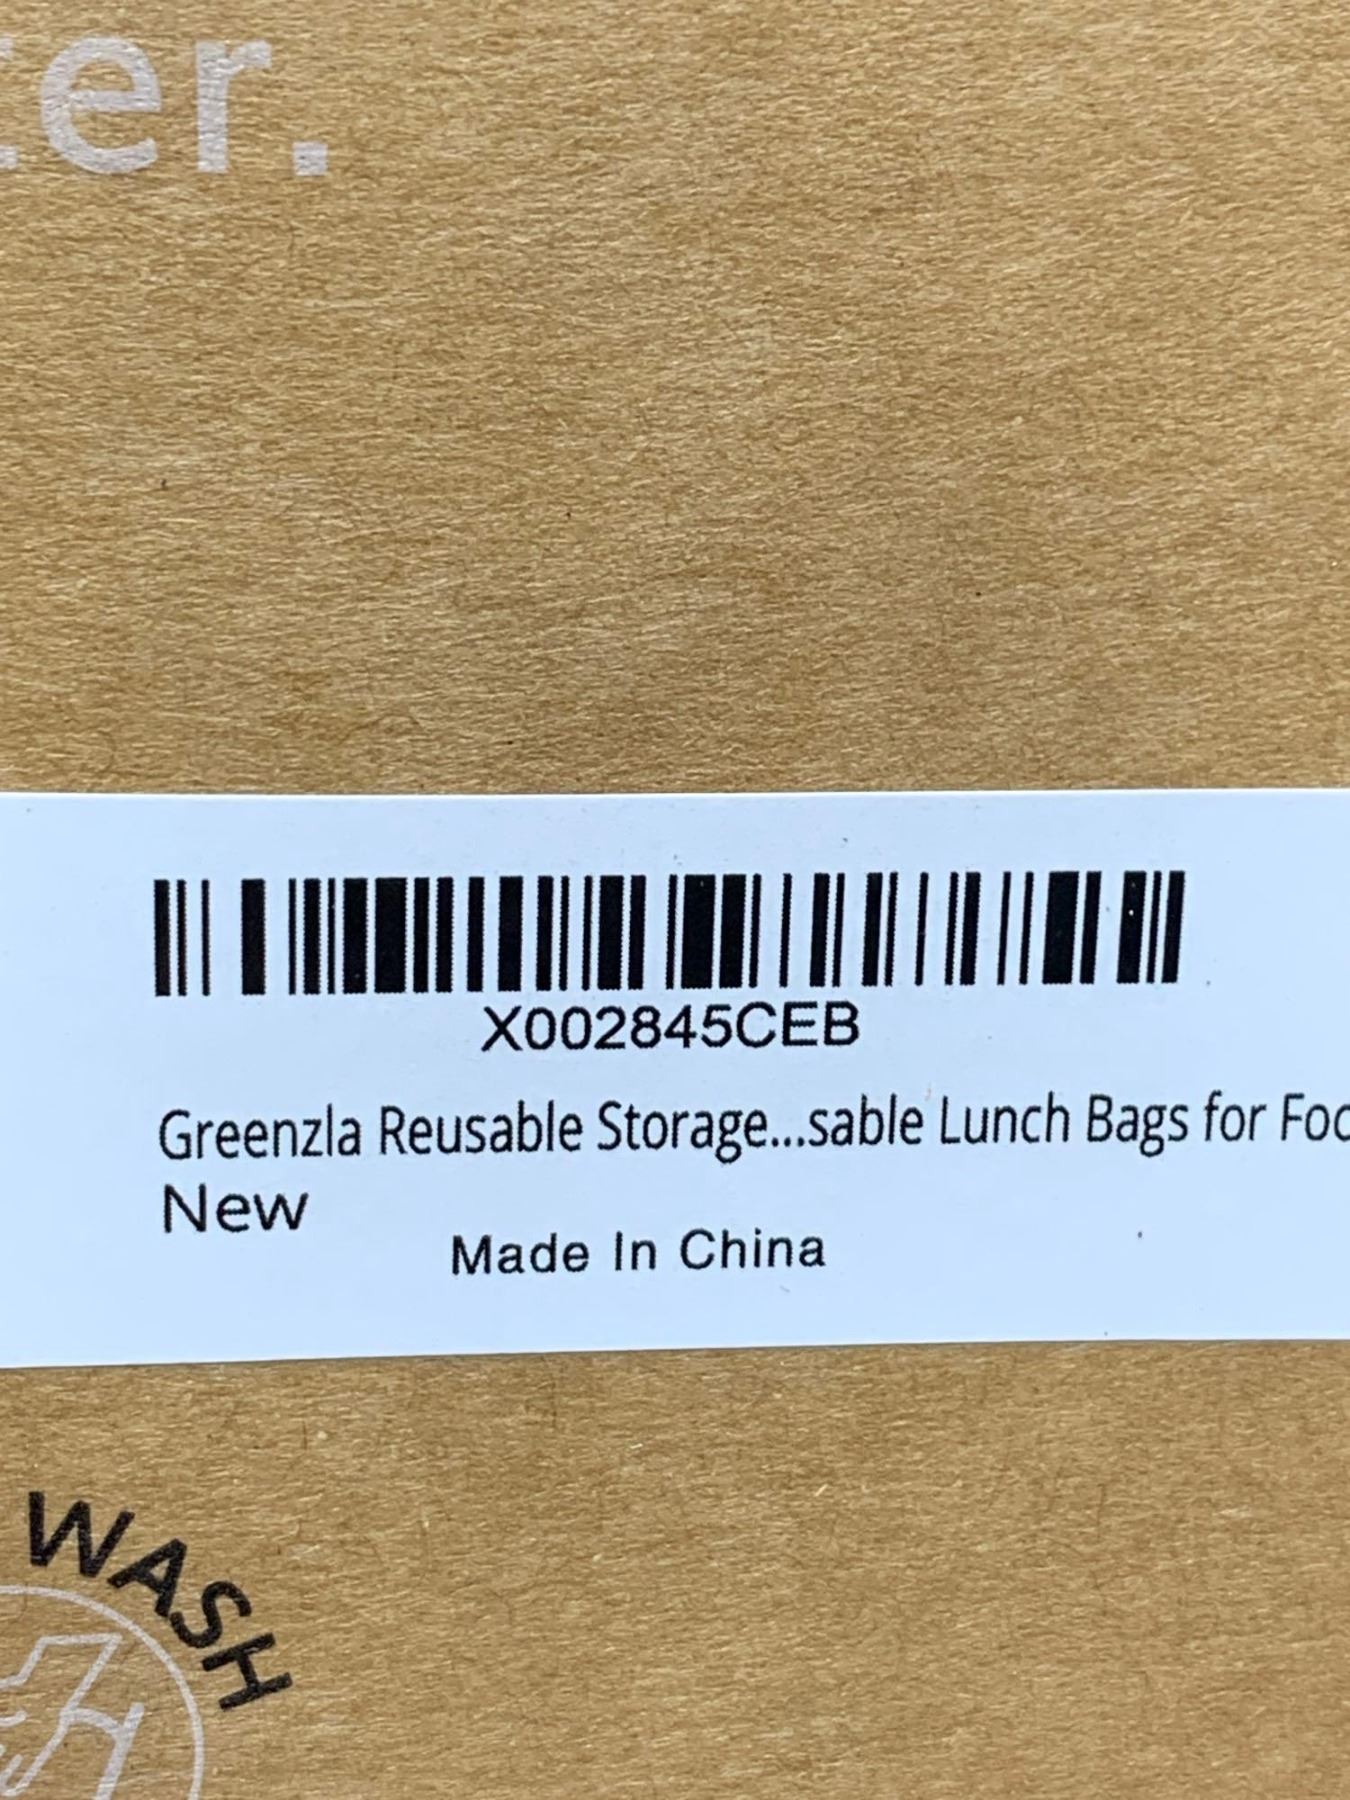 er.
X002845CEB
Greenzla Reusable Storage...sable Lunch Bags for Foo
New
Made In China
WASH